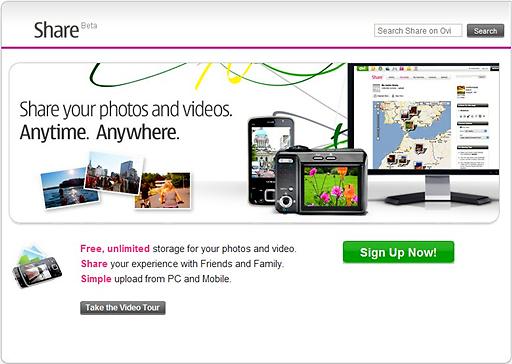 Share Beta
Search Share on Ovi Search
Share your photos and videos.
Anytime. Anywhere.
Free, unlimited storage for your photos and video.
Share your experience with Friends and Family.
Simple upload from PC and Mobile.
Sign Up Now!
Take the Video Tour